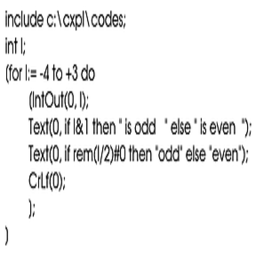 include c:\cxpl\codes;
int I;
(for I:= -4 to +3 do
(IntOut(0, I);
Text(0, if I&1 then " is odd " else " is even ");
Text(0, if rem(I/2)#0 then "odd" else "even");
CrLf(0);
);
)